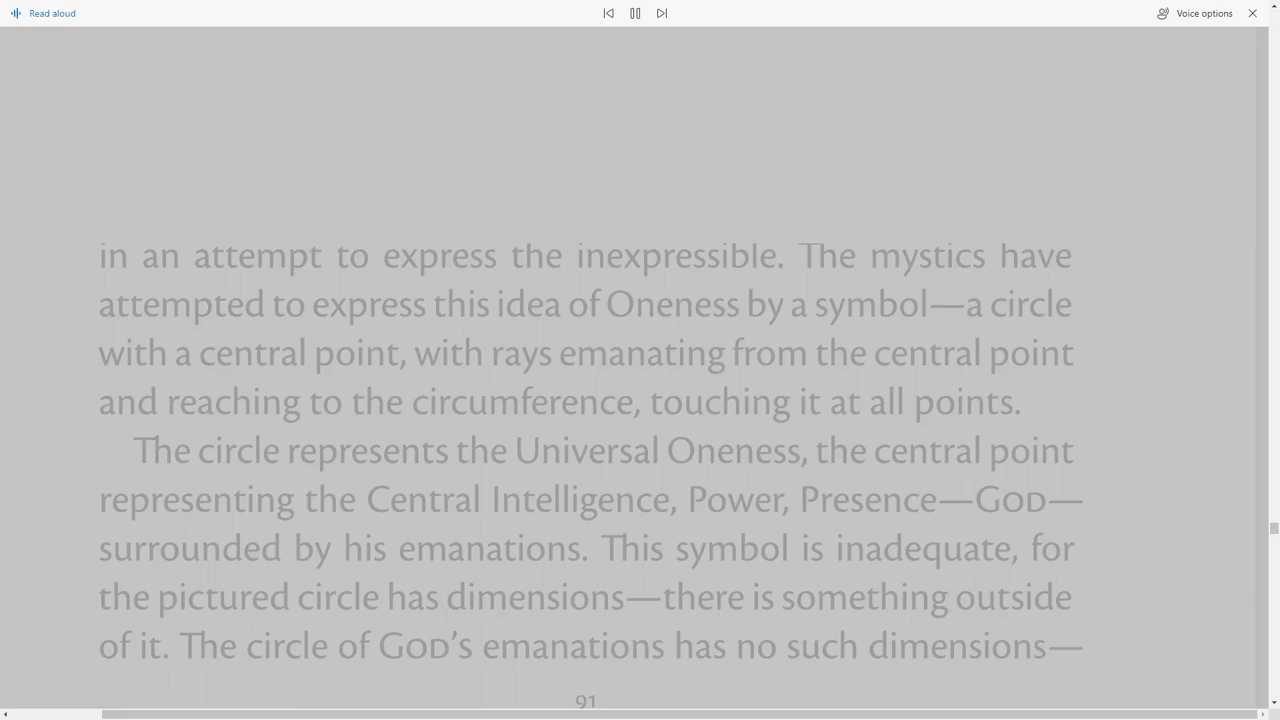 Read aloud
Voice options
in an attempt to express the inexpressible. The mystics have
attempted to express this idea of Oneness by a symbol—a circle
with a central point, with rays emanating from the central point
and reaching to the circumference, touching it at all points.
The circle represents the Universal Oneness, the central point
representing the Central Intelligence, Power, Presence—GOD—
surrounded by his emanations. This symbol is inadequate, for
the pictured circle has dimensions—there is something outside
of it. The circle of GOD’s emanations has no such dimensions—
91